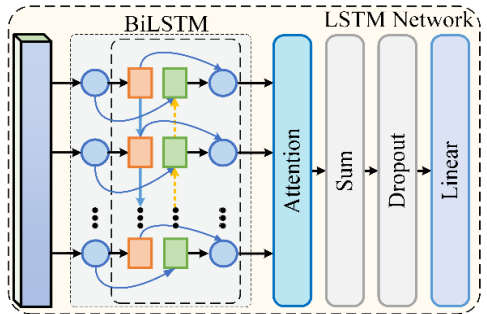 BiLSTM
LSTM Network
Attention
Sum
Dropout
Linear